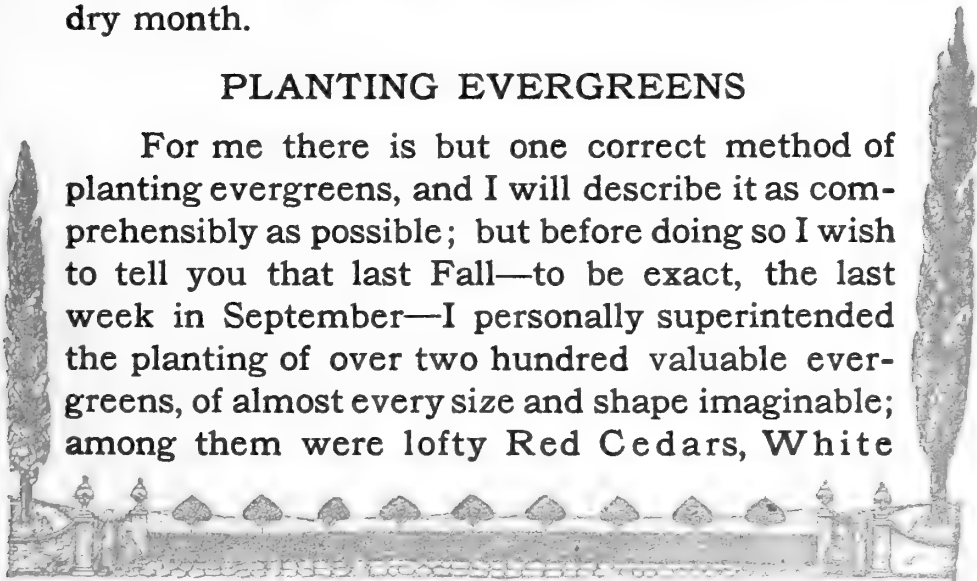 dry month.
PLANTING EVERGREENS
For me there is but one correct method of
planting evergreens, and I will describe it as com-
prehensibly as possible; but before doing so I wish
to tell you that last Fall—to be exact, the last
week in September—I personally superintended
the planting of over two hundred valuable ever-
greens, of almost every size and shape imaginable;
among them were lofty Red Cedars, White